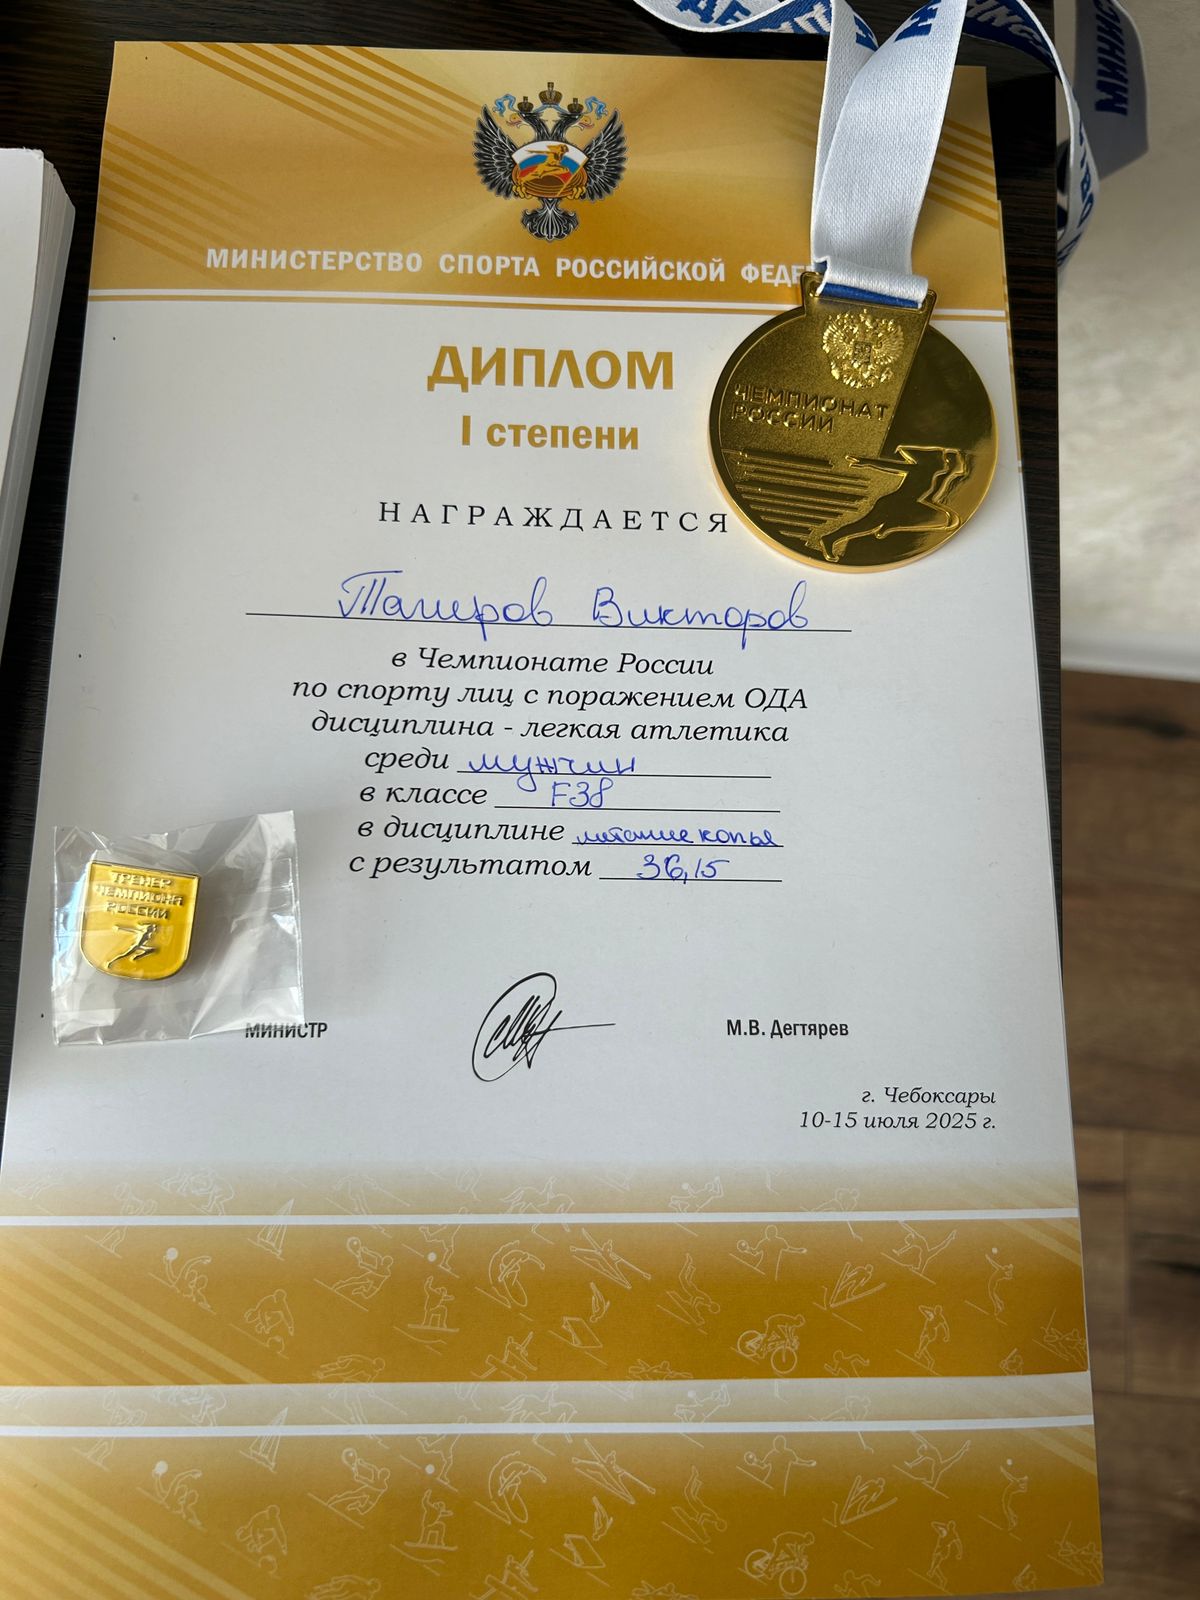 МИНИСТЕРСТВО СПОРТА РОССИЙСКОЙ ФЕДЕ
ДИПЛОМ
I степени
ЧЕМПИОНАТ
РОССИИ
НАГРАЖДАЕТСЯ
Викторов
в Чемпионате России
по спорту лиц с поражением ОДА
дисциплина - легкая атлетика
среди мужчин
в классе F38
в дисциплине метание копья
с результатом 36,15
ТРЕНЕР
ЧЕМПИОНА
РОССИИ
МИНИСТР
М.В. Дегтярев
г. Чебоксары
10-15 июля 2025 г.